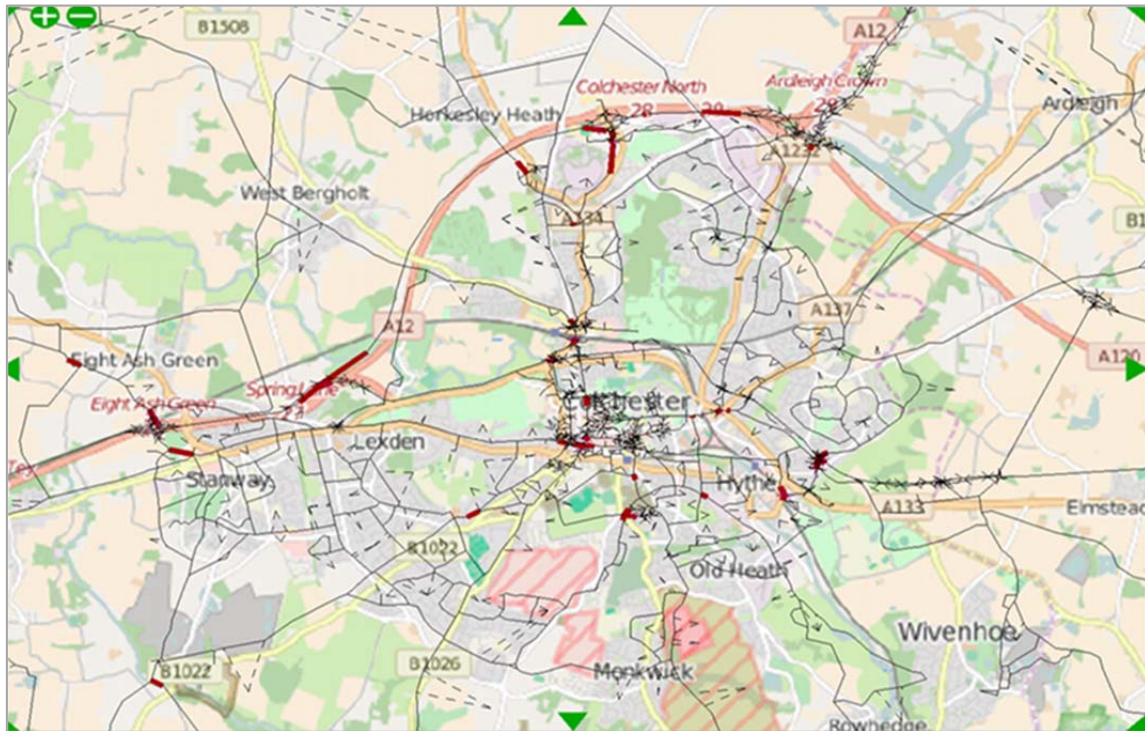 B1508
A12
Colchester North
Ardleigh Crown
28
29
29
Ardleigh
Horkesley Heath
A1232
West Bergholt
A134
A137
A12
A120
Eight Ash Green
Spring Lane
Eight Ash Green
27
Colchester
Lexden
Stanway
Hythe
A133
Elmstead
B1022
Old Heath
Wivenhoe
B1022
B1026
Monkwick
Rowhedge